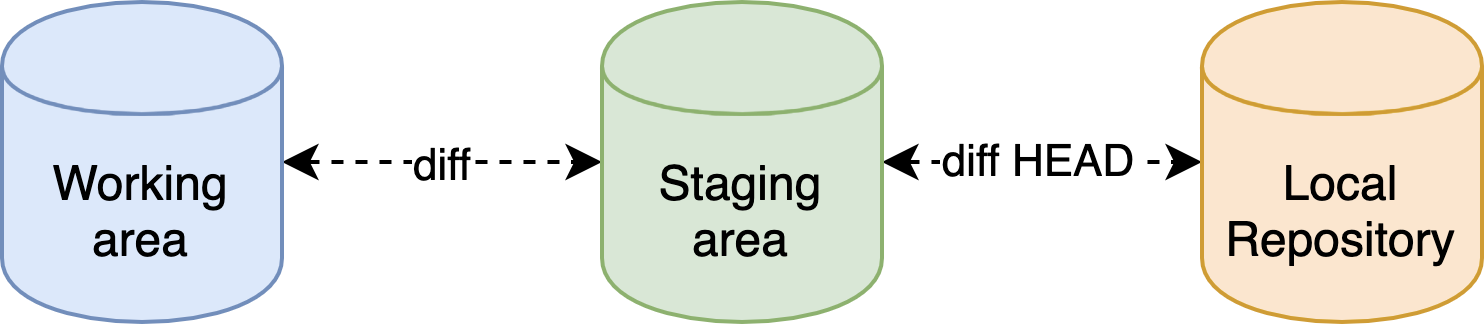 Working
area
diff
Staging
area
diff HEAD
Local
Repository